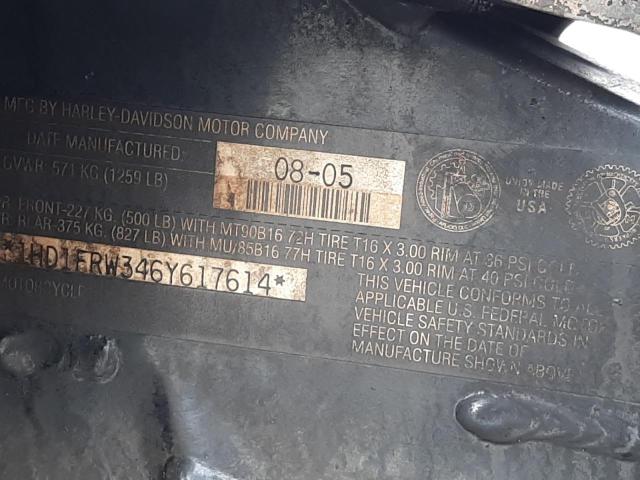 MFG BY HARLEY-DAVIDSON MOTOR COMPANY
DATE MANUFACTURED: 08-05
GVWR: 571 KG (1259 LB)
UNION MADE
IN THE
USA
FRONT-227 KG. (500 LB) WITH MT90B16 72H TIRE T16 X 3.00 RIM AT 36 PSI COLD
REAR-375 KG. (827 LB) WITH MU/85B16 77H TIRE T16 X 3.00 RIM AT 40 PSI COLD
*1HD1FRW346Y617614*
MOTORCYCLE
THIS VEHICLE CONFORMS TO ALL
APPLICABLE U.S. FEDERAL MOTOR
VEHICLE SAFETY STANDARDS IN
EFFECT ON THE DATE OF
MANUFACTURE SHOWN ABOVE